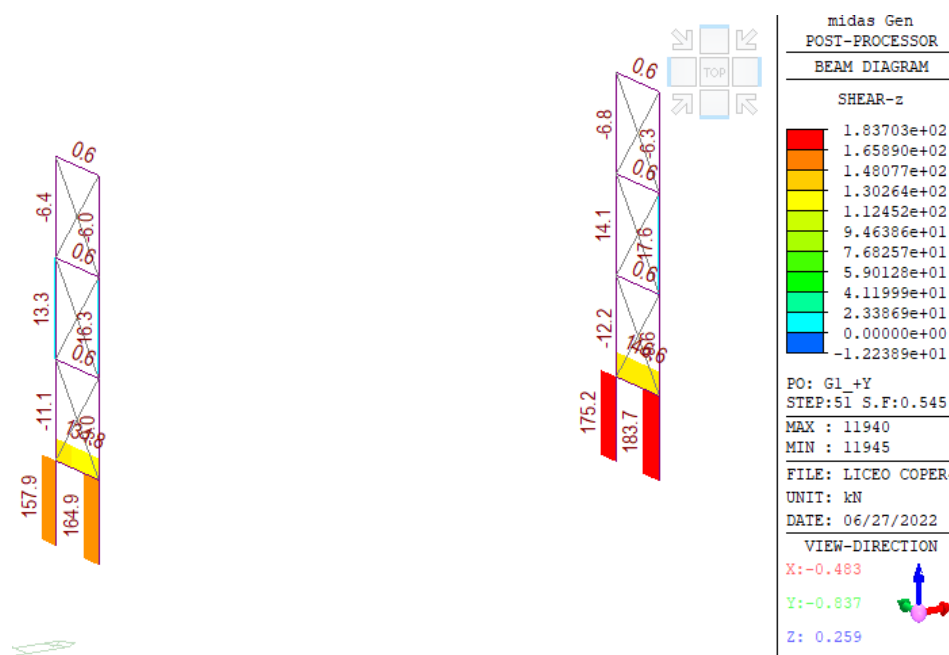 midas Gen
POST-PROCESSOR
BEAM DIAGRAM
SHEAR-z
1.83703e+02
1.65890e+02
1.48077e+02
1.30264e+02
1.12452e+02
9.46386e+01
7.68257e+01
5.90128e+01
4.11999e+01
2.33869e+01
0.00000e+00
-1.22389e+01
PO: G1_+Y
STEP:51 S.F:0.545
MAX : 11940
MIN : 11945
FILE: LICEO COPER
UNIT: kN
DATE: 06/27/2022
VIEW-DIRECTION
X:-0.483
Y:-0.837
Z: 0.259
TOP
0.6
-6.4
-6.0
0.6
13.3
16.3
0.6
-11.1
157.9
164.9
0.6
-6.8
-6.3
0.6
14.1
17.6
0.6
-12.2
175.2
183.7